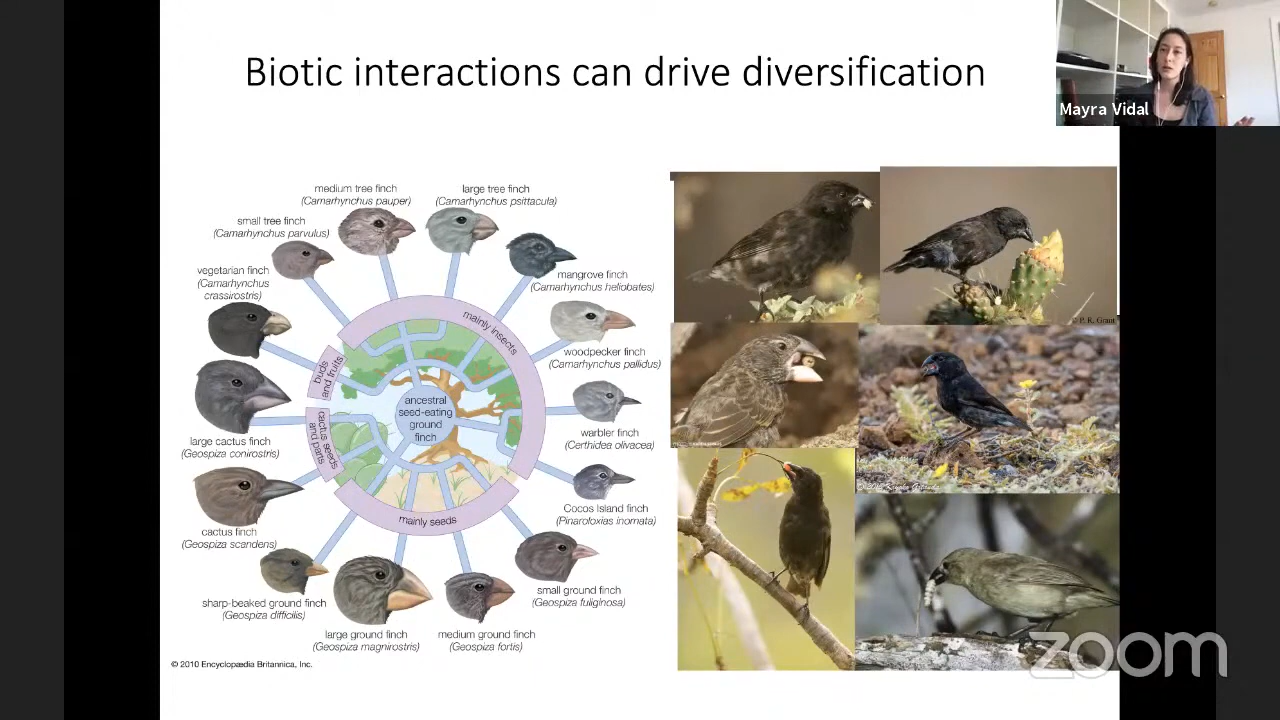 Biotic interactions can drive diversification
Mayra Vidal
medium tree finch
(Camarhynchus pauper)
large tree finch
(Camarhynchus psittacula)
small tree finch
(Camarhynchus parvulus)
mangrove finch
(Camarhynchus heliobates)
vegetarian finch
(Camarhynchus
crassirostris)
woodpecker finch
(Camarhynchus pallidus)
mainly insects
buds
and fruits
ancestral
seed-eating
ground
finch
cactus seeds
and parts
mainly seeds
large cactus finch
(Geospiza conirostris)
warbler finch
(Certhidea olivacea)
cactus finch
(Geospiza scandens)
Cocos Island finch
(Pinaroloxias inornata)
sharp-beaked ground finch
(Geospiza difficilis)
small ground finch
(Geospiza fuliginosa)
large ground finch
(Geospiza magnirostris)
medium ground finch
(Geospiza fortis)
© 2010 Encyclopædia Britannica, Inc.
© P. R. Grant
zoom